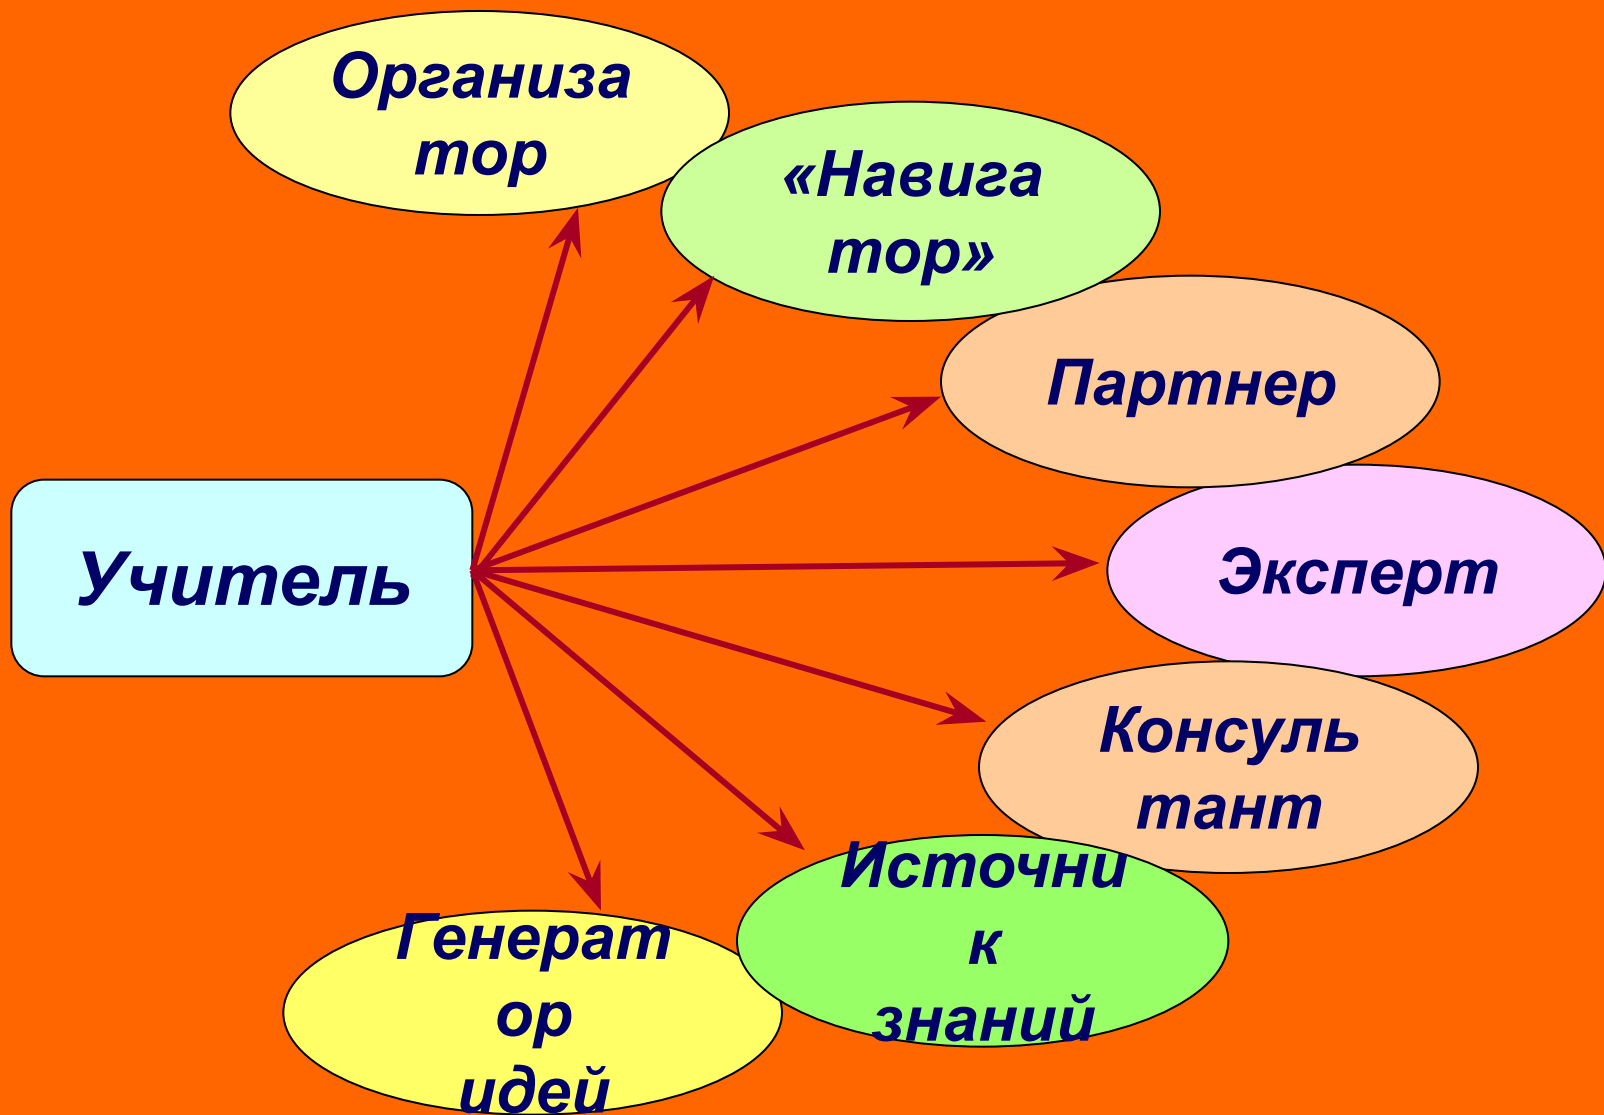 Организа
тор
«Навига
тор»
Партнер
Учитель
Эксперт
Консуль
тант
Источни
к
знаний
Генерат
ор
идей